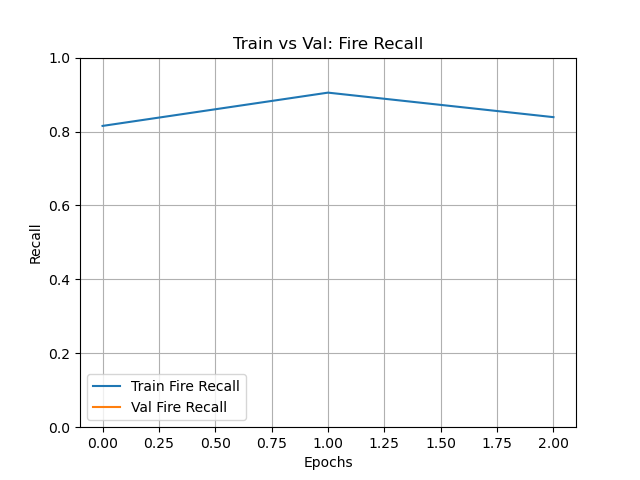 Train vs Val: Fire Recall
1.0
0.8
0.6
0.4
0.2
0.0
Recall
Train Fire Recall
Val Fire Recall
0.00 0.25 0.50 0.75 1.00 1.25 1.50 1.75 2.00
Epochs